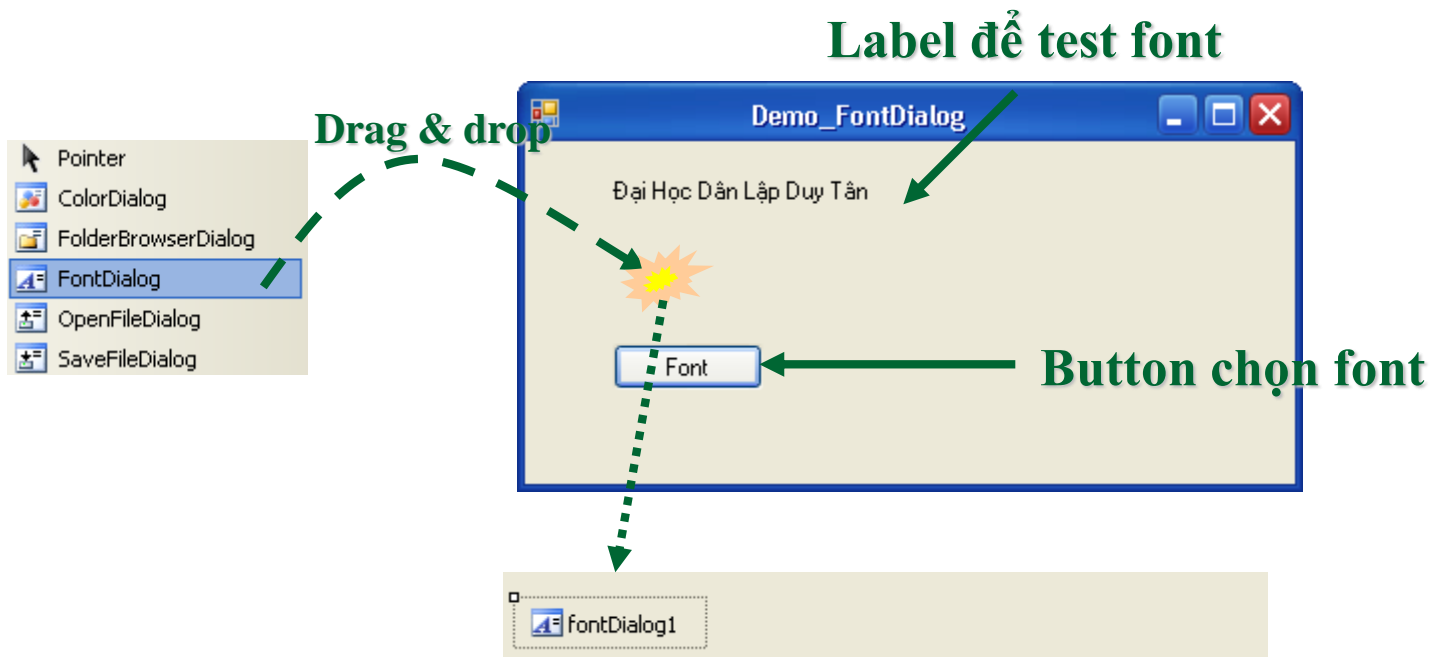 Label để test font
Drag & drop
Demo_FontDialog
Pointer
ColorDialog
FolderBrowserDialog
FontDialog
OpenFileDialog
SaveFileDialog
Đại Học Dân Lập Duy Tân
Font
Button chọn font
fontDialog1